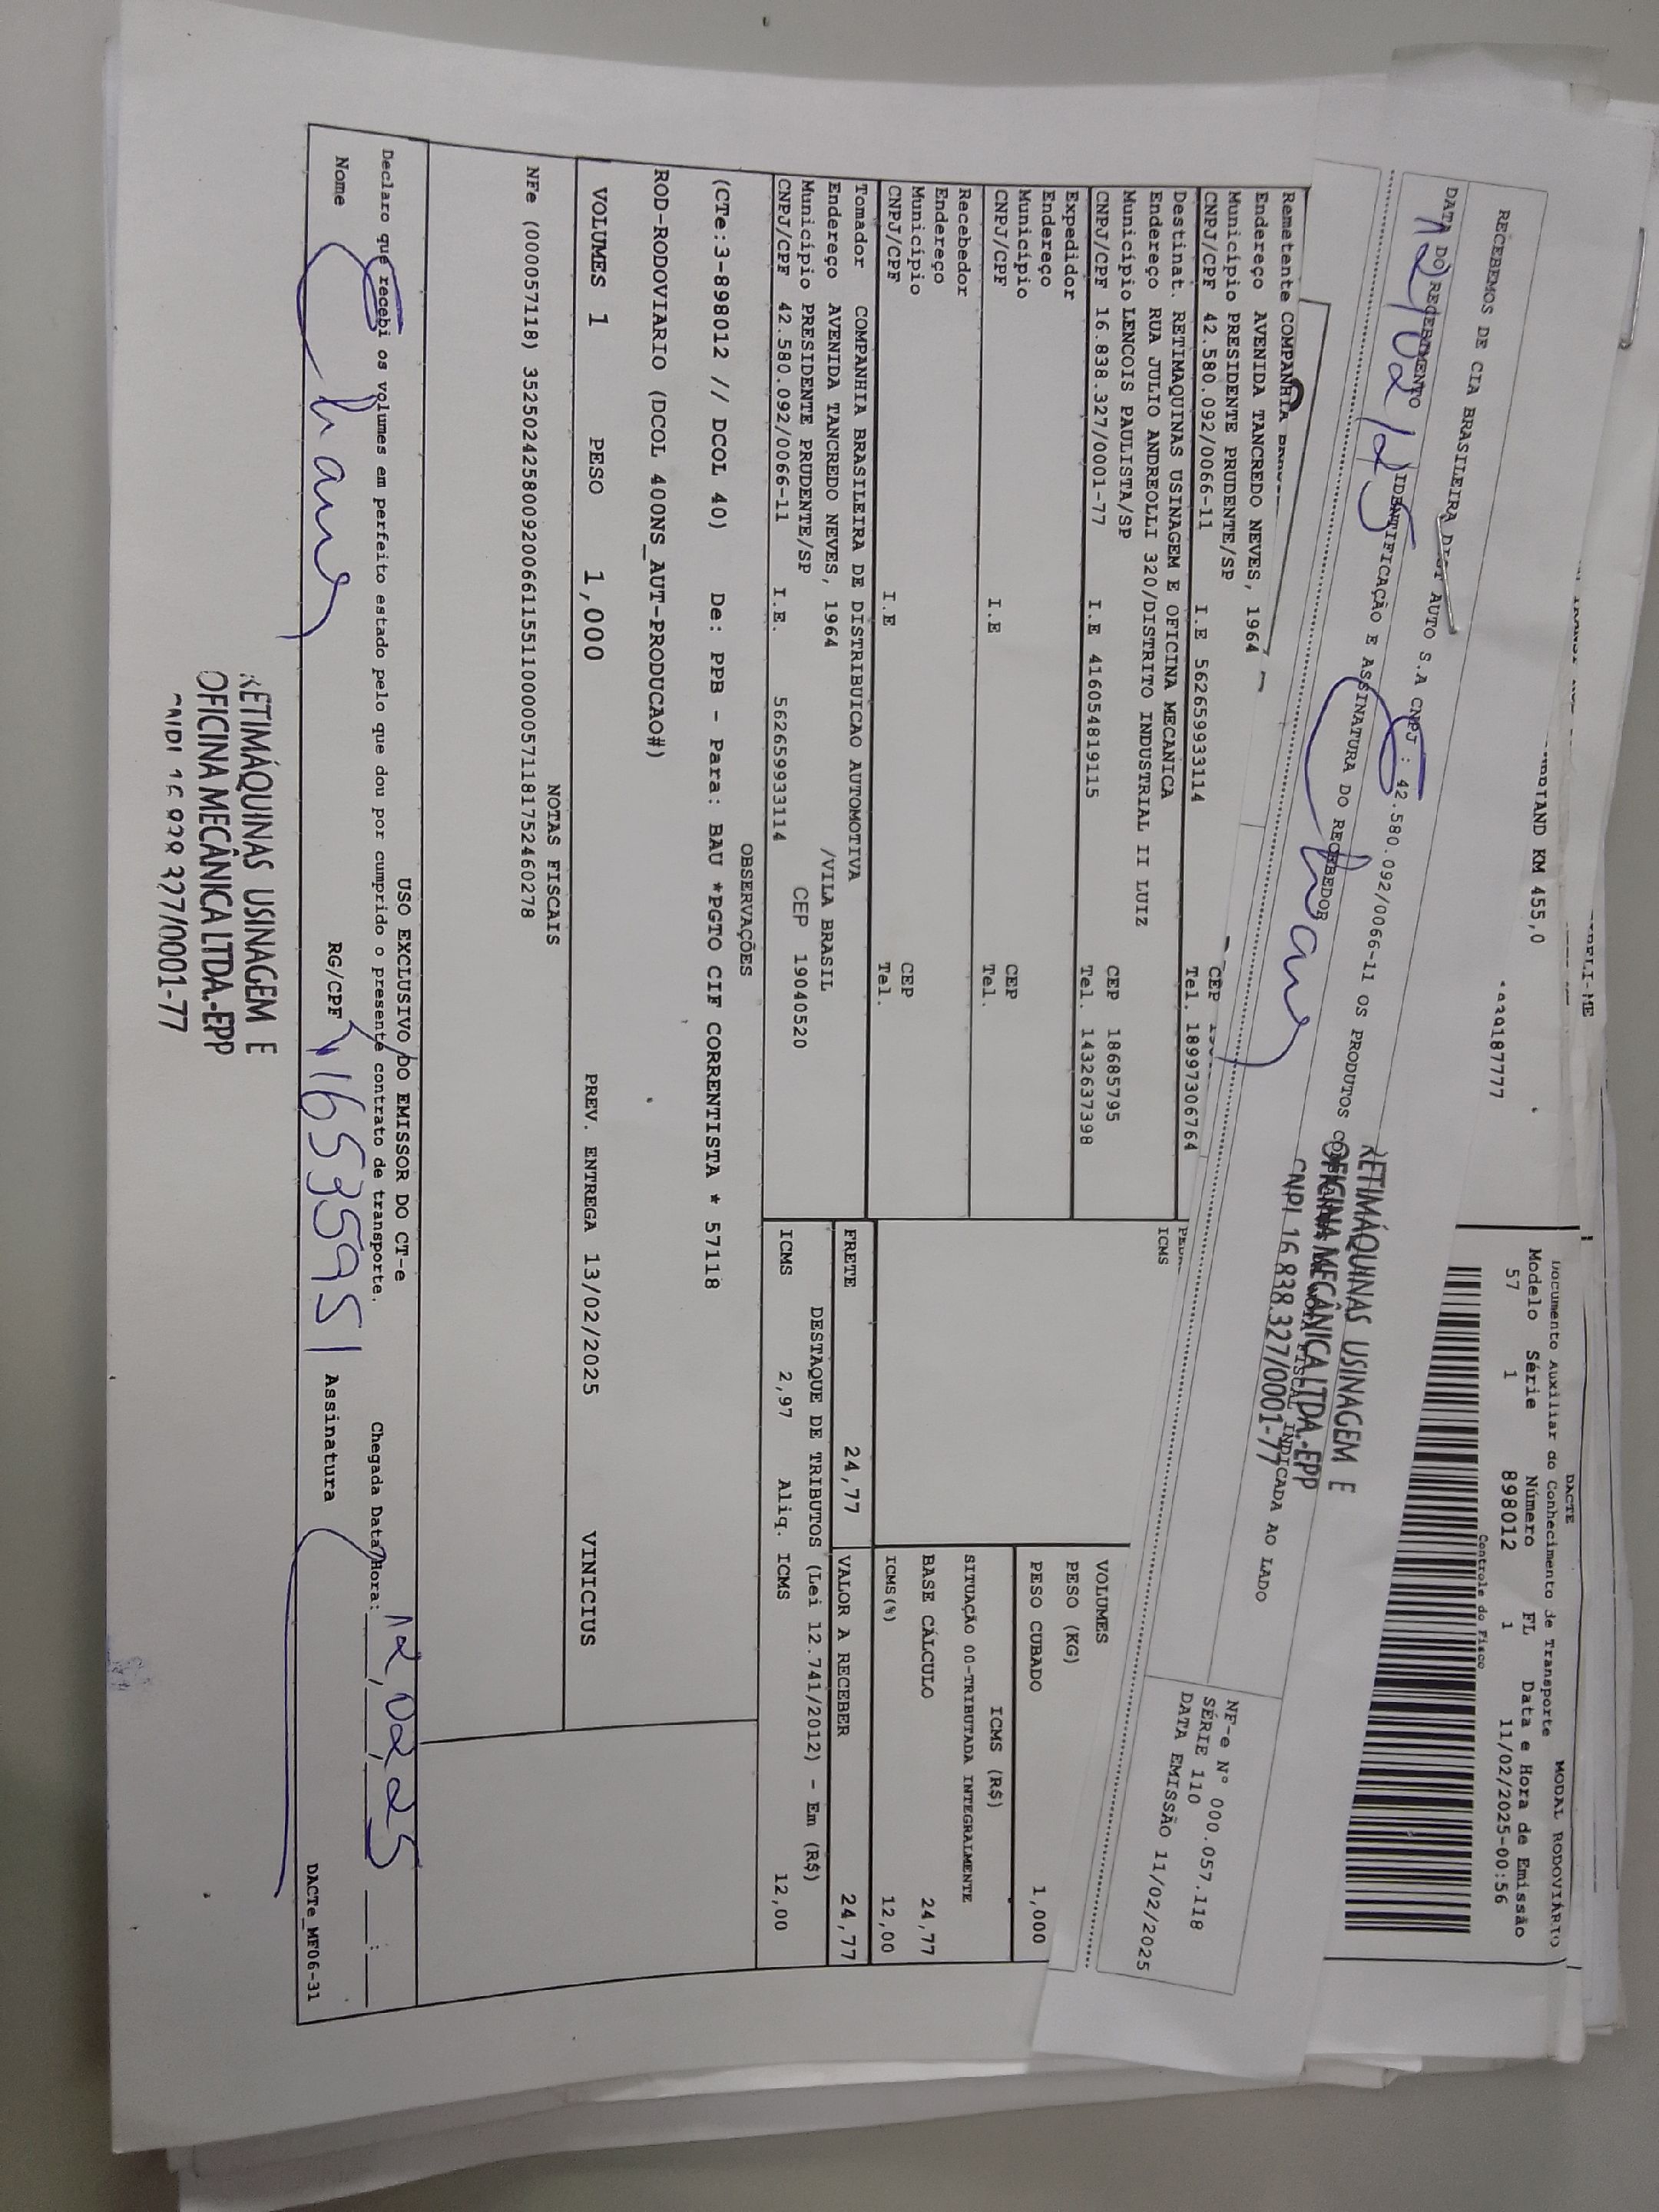 DACTE
Documento Auxiliar do Conhecimento de Transporte
MODAL RODOVIÁRIO
Modelo Série Número FL Data e Hora de Emissão
57 1 898012 1 11/02/2025-00:56
Controle do Fisco
KM 455,0
RECEBEMOS DE CIA BRASILEIRA DIST AUTO S.A CNPJ : 42.580.092/0066-11 OS PRODUTOS CONSTANTES DA NOTA FISCAL INDICADA AO LADO
DATA DO RECEBIMENTO IDENTIFICAÇÃO E ASSINATURA DO RECEBEDOR
12/02/25
RETIMÁQUINAS USINAGEM E
OFICINA MECÂNICA LTDA.-EPP
CNPJ 16.838.327/0001-77
NF-e N° 000.057.118
SÉRIE 110
DATA EMISSÃO 11/02/2025
Remetente COMPANHIA
Endereço AVENIDA TANCREDO NEVES, 1964
Município PRESIDENTE PRUDENTE/SP CEP
CNPJ/CPF 42.580.092/0066-11 I.E 562659933114 Tel. 18997306764
Destinat. RETIMAQUINAS USINAGEM E OFICINA MECANICA
Endereço RUA JULIO ANDREOLLI 320/DISTRITO INDUSTRIAL II LUIZ
Município LENCOIS PAULISTA/SP CEP 18685795
CNPJ/CPF 16.838.327/0001-77 I.E 416054819115 Tel. 1432637398
Expedidor
Endereço
Município CEP
CNPJ/CPF I.E Tel.
Recebedor
Endereço
Município CEP
CNPJ/CPF I.E Tel.
Tomador COMPANHIA BRASILEIRA DE DISTRIBUICAO AUTOMOTIVA
Endereço AVENIDA TANCREDO NEVES, 1964 /VILA BRASIL
Município PRESIDENTE PRUDENTE/SP CEP 19040520
CNPJ/CPF 42.580.092/0066-11 I.E. 562659933114
ICMS
VOLUMES
PESO (KG)
PESO CUBADO 1,000
ICMS (R$)
SITUAÇÃO 00-TRIBUTADA INTEGRALMENTE
BASE CÁLCULO 24,77
ICMS(%) 12,00
FRETE 24,77 VALOR A RECEBER 24,77
DESTAQUE DE TRIBUTOS (Lei 12.741/2012) - Em (R$)
ICMS 2,97 Aliq. ICMS 12,00
OBSERVAÇÕES
(CTe:3-898012 // DCOL 40) De: PPB - Para: BAU *PGTO CIF CORRENTISTA * 57118
ROD-RODOVIARIO (DCOL 400NS_AUT-PRODUCAO#)
VOLUMES 1 PESO 1,000 PREV. ENTREGA 13/02/2025 VINICIUS
NOTAS FISCAIS
NFe (000057118) 35250242580092006611551100000571181752460278
USO EXCLUSIVO DO EMISSOR DO CT-e
Declaro que recebi os volumes em perfeito estado pelo que dou por cumprido o presente contrato de transporte. Chegada Data/Hora: 12/02/25 __:__
Nome RG/CPF Assinatura
DACTe_MF06-31
RETIMÁQUINAS USINAGEM E
OFICINA MECÂNICA LTDA.-EPP
327/0001-77